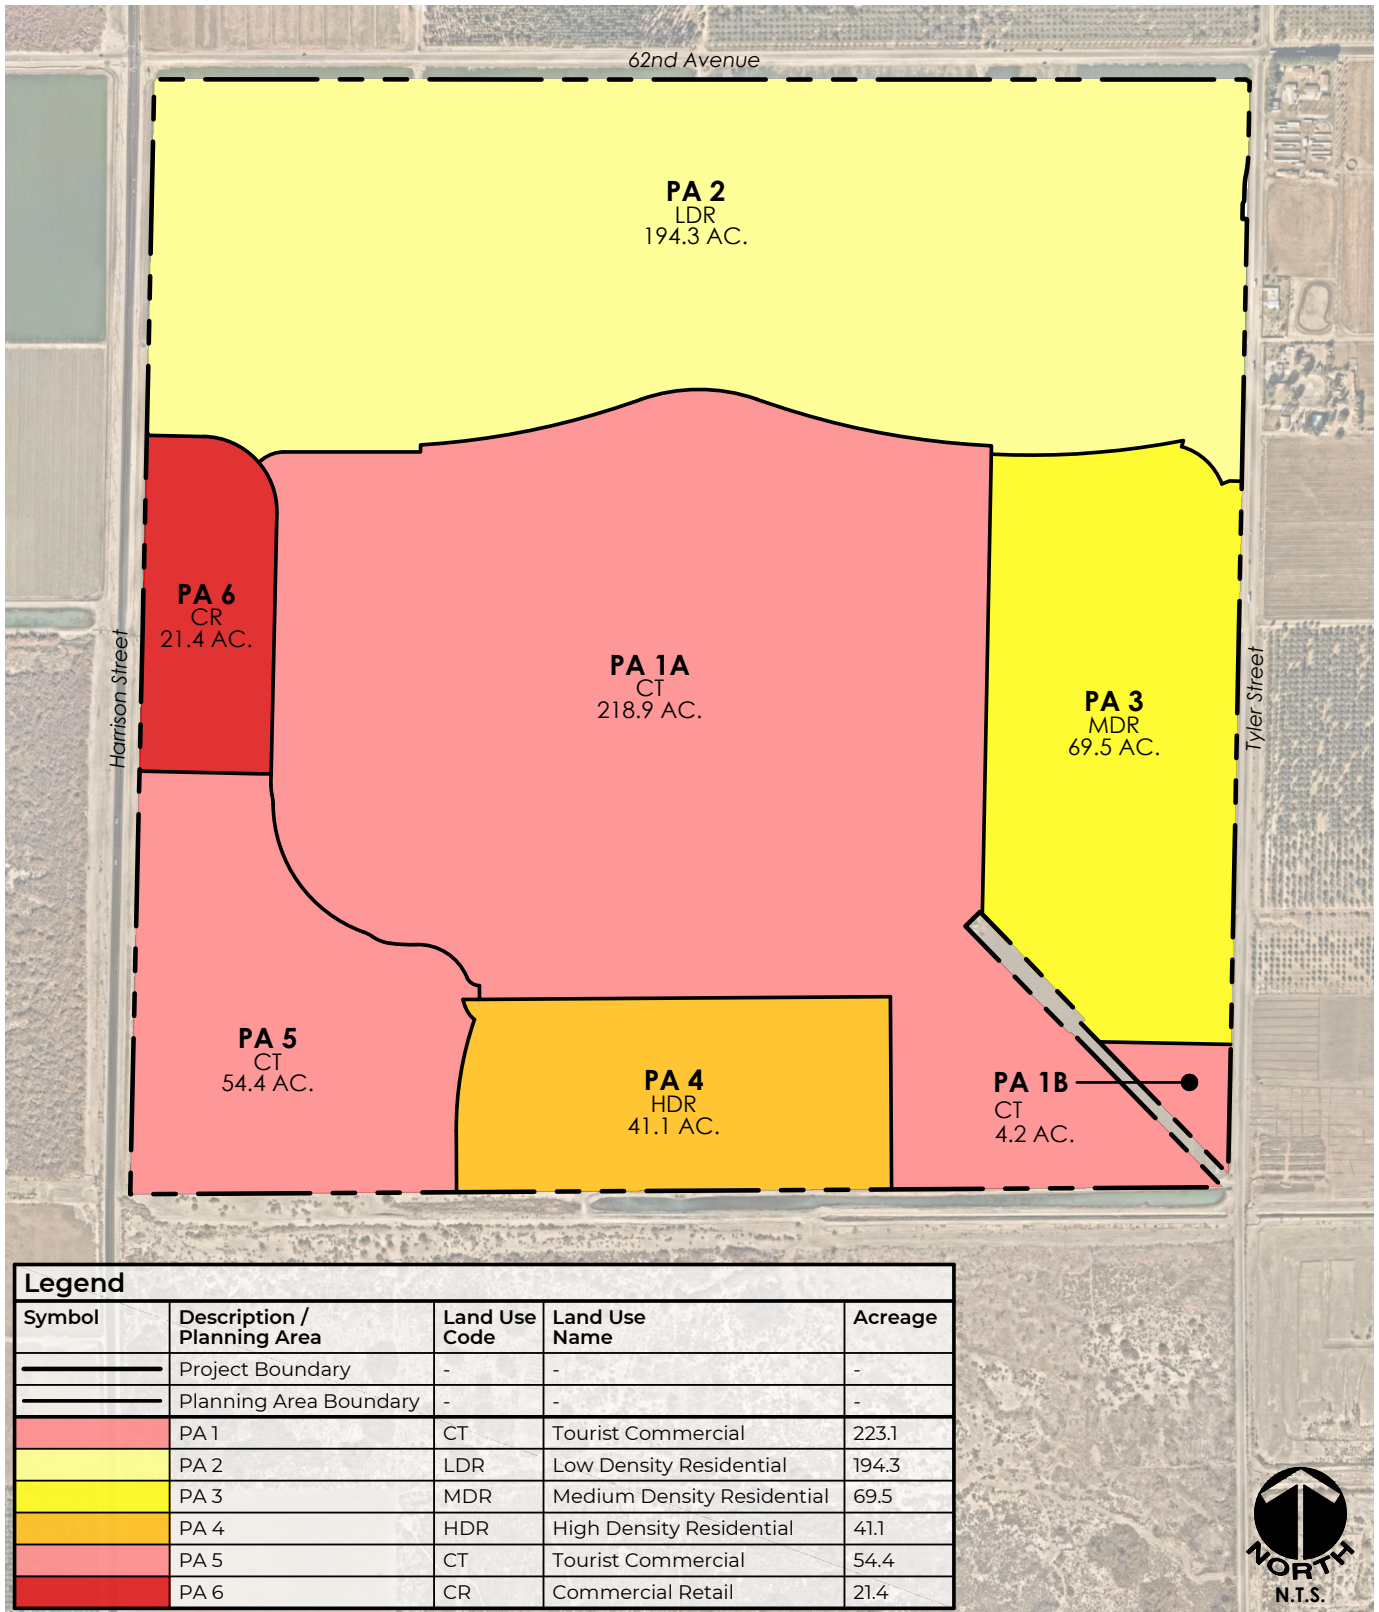 62nd Avenue
PA 2
LDR
194.3 AC.
PA 6
CR
21.4 AC.
Harrison Street
PA 1A
CT
218.9 AC.
PA 3
MDR
69.5 AC.
Tyler Street
PA 5
CT
54.4 AC.
PA 4
HDR
41.1 AC.
PA 1B
CT
4.2 AC.
Legend
Symbol Description / Planning Area Land Use Code Land Use Name Acreage
Project Boundary - - -
Planning Area Boundary - - -
PA 1 CT Tourist Commercial 223.1
PA 2 LDR Low Density Residential 194.3
PA 3 MDR Medium Density Residential 69.5
PA 4 HDR High Density Residential 41.1
PA 5 CT Tourist Commercial 54.4
PA 6 CR Commercial Retail 21.4
NORTH
N.T.S.